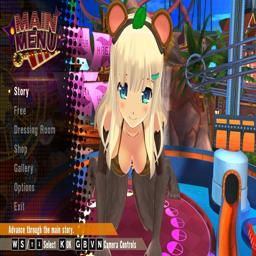 MAIN
MENU
Story
Free
Dressing Room
Shop
Gallery
Options
Exit
Advance through the main story.
W S ↑ ↓ Select K OK G B V N Camera Controls